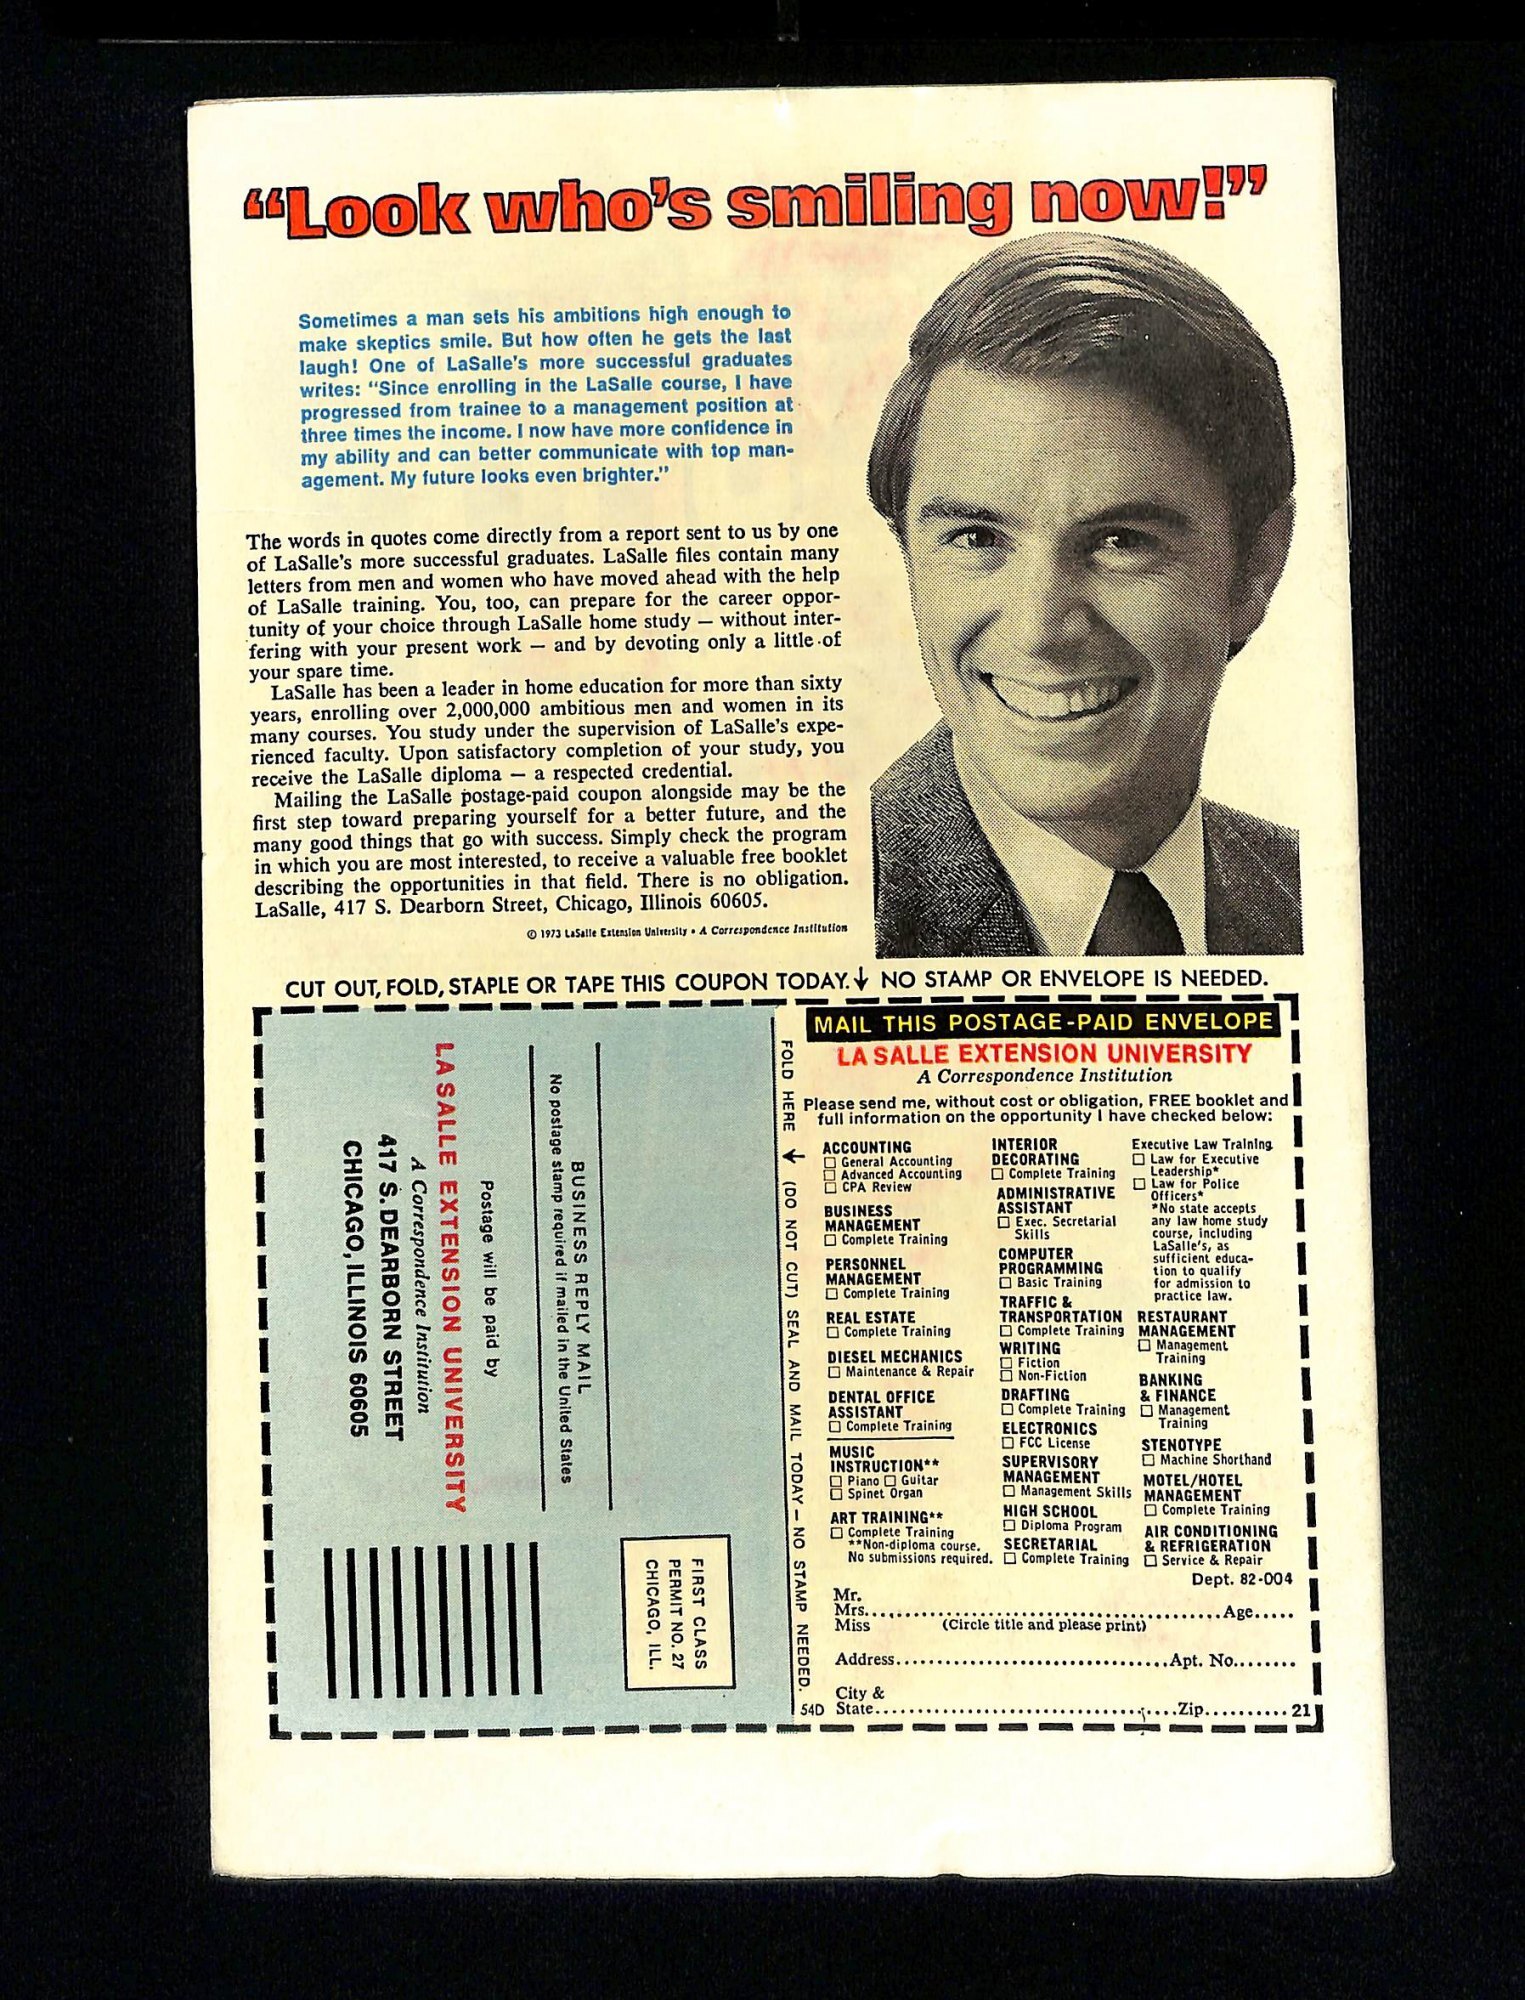 “Look who’s smiling now!”
Sometimes a man sets his ambitions high enough to
make skeptics smile. But how often he gets the last
laugh! One of LaSalle's more successful graduates
writes: "Since enrolling in the LaSalle course, I have
progressed from trainee to a management position at
three times the income. I now have more confidence in
my ability and can better communicate with top man-
agement. My future looks even brighter."
The words in quotes come directly from a report sent to us by one
of LaSalle's more successful graduates. LaSalle files contain many
letters from men and women who have moved ahead with the help
of LaSalle training. You, too, can prepare for the career oppor-
tunity of your choice through LaSalle home study — without inter-
fering with your present work — and by devoting only a little of
your spare time.
LaSalle has been a leader in home education for more than sixty
years, enrolling over 2,000,000 ambitious men and women in its
many courses. You study under the supervision of LaSalle's expe-
rienced faculty. Upon satisfactory completion of your study, you
receive the LaSalle diploma — a respected credential.
Mailing the LaSalle postage-paid coupon alongside may be the
first step toward preparing yourself for a better future, and the
many good things that go with success. Simply check the program
in which you are most interested, to receive a valuable free booklet
describing the opportunities in that field. There is no obligation.
LaSalle, 417 S. Dearborn Street, Chicago, Illinois 60605.
© 1973 LaSalle Extension University • A Correspondence Institution
CUT OUT, FOLD, STAPLE OR TAPE THIS COUPON TODAY.↓ NO STAMP OR ENVELOPE IS NEEDED.
FIRST CLASS
PERMIT NO. 27
CHICAGO, ILL.
BUSINESS REPLY MAIL
No postage stamp required if mailed in the United States
Postage will be paid by
LA SALLE EXTENSION UNIVERSITY
A Correspondence Institution
417 S. DEARBORN STREET
CHICAGO, ILLINOIS 60605
FOLD HERE ↓ (DO NOT CUT) SEAL AND MAIL TODAY — NO STAMP NEEDED.
MAIL THIS POSTAGE-PAID ENVELOPE
LA SALLE EXTENSION UNIVERSITY
A Correspondence Institution
Please send me, without cost or obligation, FREE booklet and
full information on the opportunity I have checked below:
ACCOUNTING
☐ General Accounting
☐ Advanced Accounting
☐ CPA Review
BUSINESS
MANAGEMENT
☐ Complete Training
PERSONNEL
MANAGEMENT
☐ Complete Training
REAL ESTATE
☐ Complete Training
DIESEL MECHANICS
☐ Maintenance & Repair
DENTAL OFFICE
ASSISTANT
☐ Complete Training
MUSIC
INSTRUCTION**
☐ Piano ☐ Guitar
☐ Spinet Organ
ART TRAINING**
☐ Complete Training
**Non-diploma course.
No submissions required.
INTERIOR
DECORATING
☐ Complete Training
ADMINISTRATIVE
ASSISTANT
☐ Exec. Secretarial
Skills
COMPUTER
PROGRAMMING
☐ Basic Training
TRAFFIC &
TRANSPORTATION
☐ Complete Training
WRITING
☐ Fiction
☐ Non-Fiction
DRAFTING
☐ Complete Training
ELECTRONICS
☐ FCC License
SUPERVISORY
MANAGEMENT
☐ Management Skills
HIGH SCHOOL
☐ Diploma Program
SECRETARIAL
☐ Complete Training
Executive Law Training
☐ Law for Executive
Leadership*
☐ Law for Police
Officers*
*No state accepts
any law home study
course, including
LaSalle's, as
sufficient educa-
tion to qualify
for admission to
practice law.
RESTAURANT
MANAGEMENT
☐ Management
Training
BANKING
& FINANCE
☐ Management
Training
STENOTYPE
☐ Machine Shorthand
MOTEL/HOTEL
MANAGEMENT
☐ Complete Training
AIR CONDITIONING
& REFRIGERATION
☐ Service & Repair
Dept. 82-004
Mr.
Mrs. Age
Miss (Circle title and please print)
Address Apt. No.
City &
54D State Zip 21